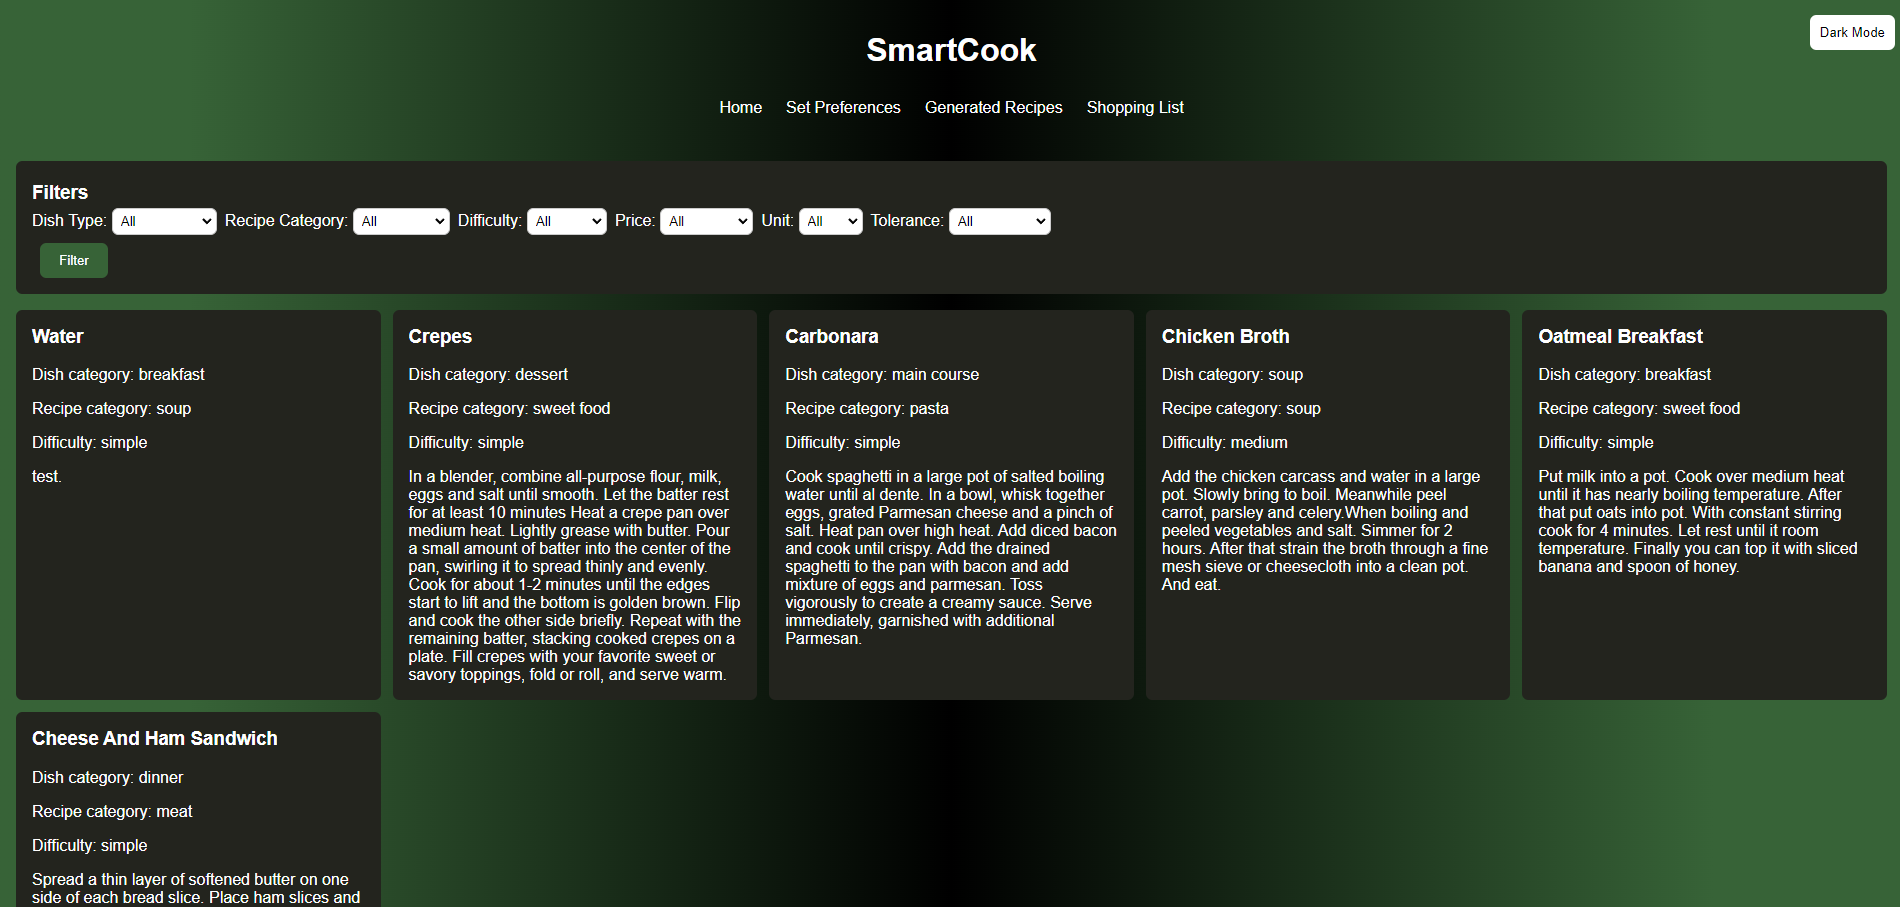 SmartCook
Dark Mode
Home Set Preferences Generated Recipes Shopping List
Filters
Dish Type: All Recipe Category: All Difficulty: All Price: All Unit: All Tolerance: All
Filter
Water
Dish category: breakfast
Recipe category: soup
Difficulty: simple
test.
Crepes
Dish category: dessert
Recipe category: sweet food
Difficulty: simple
In a blender, combine all-purpose flour, milk,
eggs and salt until smooth. Let the batter rest
for at least 10 minutes Heat a crepe pan over
medium heat. Lightly grease with butter. Pour
a small amount of batter into the center of the
pan, swirling it to spread thinly and evenly.
Cook for about 1-2 minutes until the edges
start to lift and the bottom is golden brown. Flip
and cook the other side briefly. Repeat with the
remaining batter, stacking cooked crepes on a
plate. Fill crepes with your favorite sweet or
savory toppings, fold or roll, and serve warm.
Carbonara
Dish category: main course
Recipe category: pasta
Difficulty: simple
Cook spaghetti in a large pot of salted boiling
water until al dente. In a bowl, whisk together
eggs, grated Parmesan cheese and a pinch of
salt. Heat pan over high heat. Add diced bacon
and cook until crispy. Add the drained
spaghetti to the pan with bacon and add
mixture of eggs and parmesan. Toss
vigorously to create a creamy sauce. Serve
immediately, garnished with additional
Parmesan.
Chicken Broth
Dish category: soup
Recipe category: soup
Difficulty: medium
Add the chicken carcass and water in a large
pot. Slowly bring to boil. Meanwhile peel
carrot, parsley and celery.When boiling and
peeled vegetables and salt. Simmer for 2
hours. After that strain the broth through a fine
mesh sieve or cheesecloth into a clean pot.
And eat.
Oatmeal Breakfast
Dish category: breakfast
Recipe category: sweet food
Difficulty: simple
Put milk into a pot. Cook over medium heat
until it has nearly boiling temperature. After
that put oats into pot. With constant stirring
cook for 4 minutes. Let rest until it room
temperature. Finally you can top it with sliced
banana and spoon of honey.
Cheese And Ham Sandwich
Dish category: dinner
Recipe category: meat
Difficulty: simple
Spread a thin layer of softened butter on one
side of each bread slice. Place ham slices and